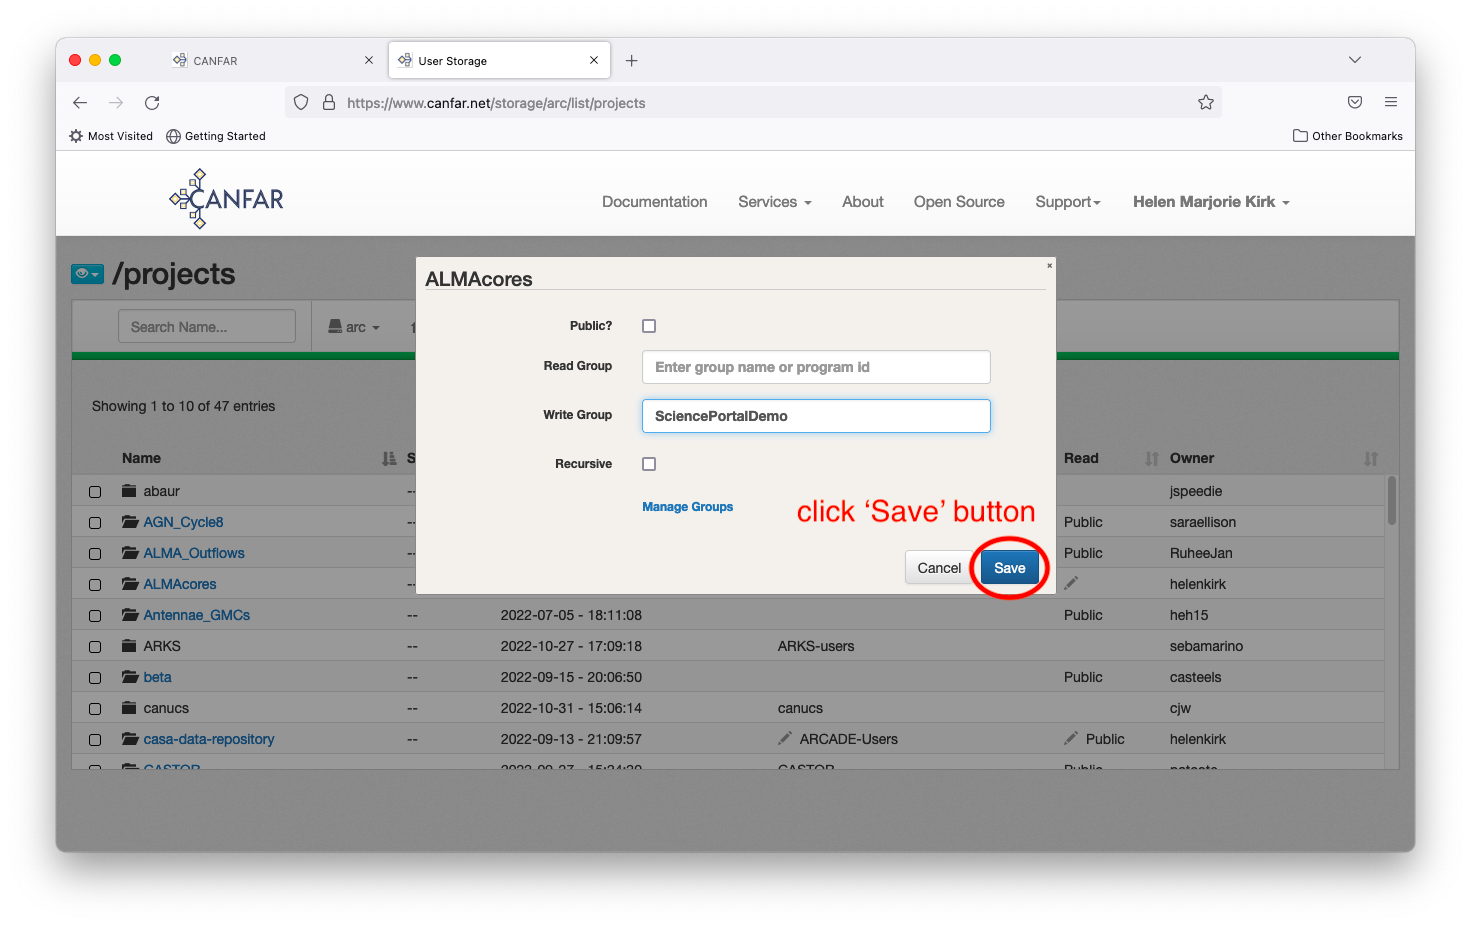 CANFAR
User Storage
https://www.canfar.net/storage/arc/list/projects
Most Visited
Getting Started
Other Bookmarks
CANFAR
Documentation
Services
About
Open Source
Support
Helen Marjorie Kirk
/projects
Search Name...
arc
Showing 1 to 10 of 47 entries
ALMAcores
Public?
Read Group
Enter group name or program id
Write Group
SciencePortalDemo
Recursive
Manage Groups
click ‘Save’ button
Cancel
Save
Name S Read Owner
abaur -- jspeedie
AGN_Cycle8 -- Public saraellison
ALMA_Outflows -- Public RuheeJan
ALMAcores -- helenkirk
Antennae_GMCs -- 2022-07-05 - 18:11:08 Public heh15
ARKS -- 2022-10-27 - 17:09:18 ARKS-users sebamarino
beta -- 2022-09-15 - 20:06:50 Public casteels
canucs -- 2022-10-31 - 15:06:14 canucs cjw
casa-data-repository -- 2022-09-13 - 21:09:57 ARCADE-Users Public helenkirk
CASTOR CASTOR Public